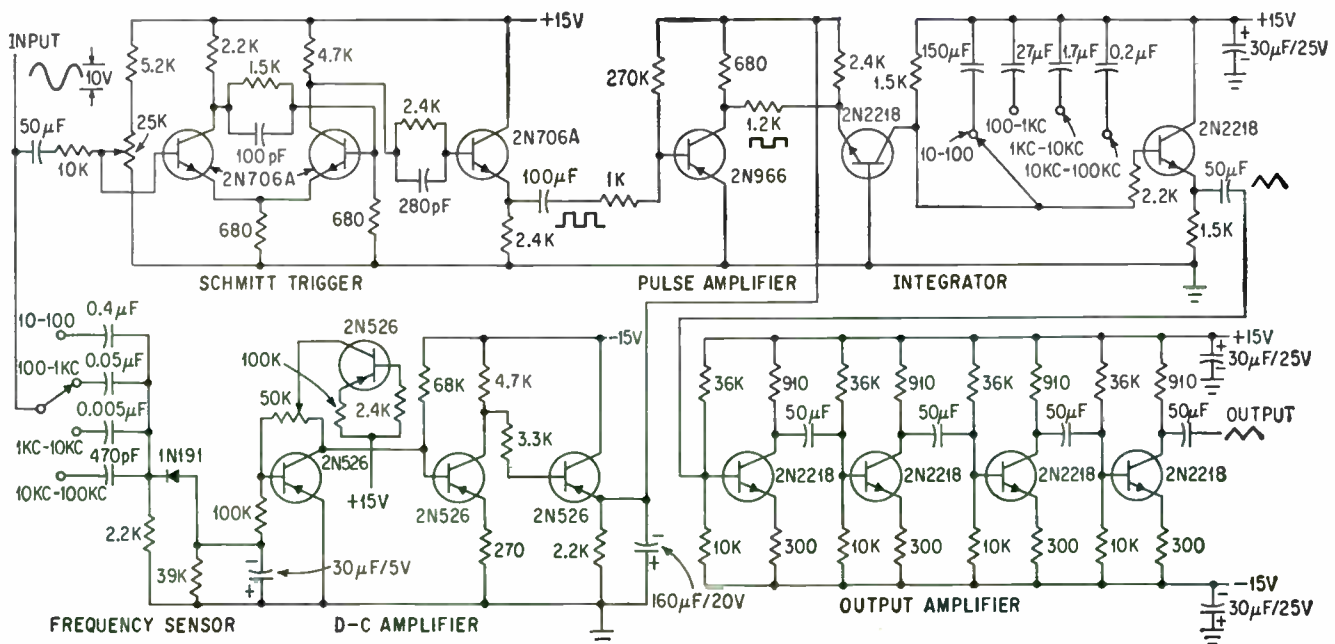 INPUT
10V
50µF
10K
5.2K
25K
2.2K
1.5K
100pF
2N706A
680
680
4.7K
2.4K
280pF
2N706A
100µF
2.4K
+15V
1K
SCHMITT TRIGGER
270K
680
2N966
1.2K
PULSE AMPLIFIER
2.4K
1.5K
2N2218
150µF
27µF
1.7µF
0.2µF
10-100
100-1KC
1KC-10KC
10KC-100KC
+15V
+
-
30µF/25V
2N2218
2.2K
50µF
1.5K
INTEGRATOR
10-100
0.4µF
100-1KC
0.05µF
0.005µF
1KC-10KC
470pF
10KC-100KC
1N191
2.2K
39K
100K
-
+
30µF/5V
FREQUENCY SENSOR
2N526
100K
50K
2.4K
2N526
+15V
68K
4.7K
3.3K
2N526
2N526
270
2.2K
-15V
-
+
160µF/20V
D-C AMPLIFIER
+15V
+
-
30µF/25V
36K
910
36K
910
36K
910
36K
910
50µF
50µF
50µF
50µF
OUTPUT
2N2218
2N2218
2N2218
2N2218
10K
300
10K
300
10K
300
10K
300
-15V
-
+
30µF/25V
OUTPUT AMPLIFIER